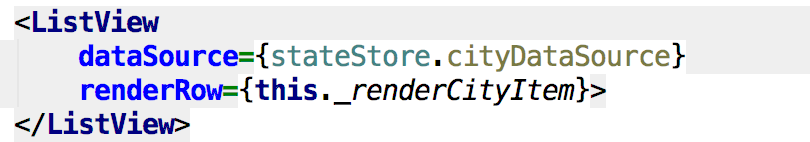 <ListView
dataSource={stateStore.cityDataSource}
renderRow={this._renderCityItem}>
</ListView>